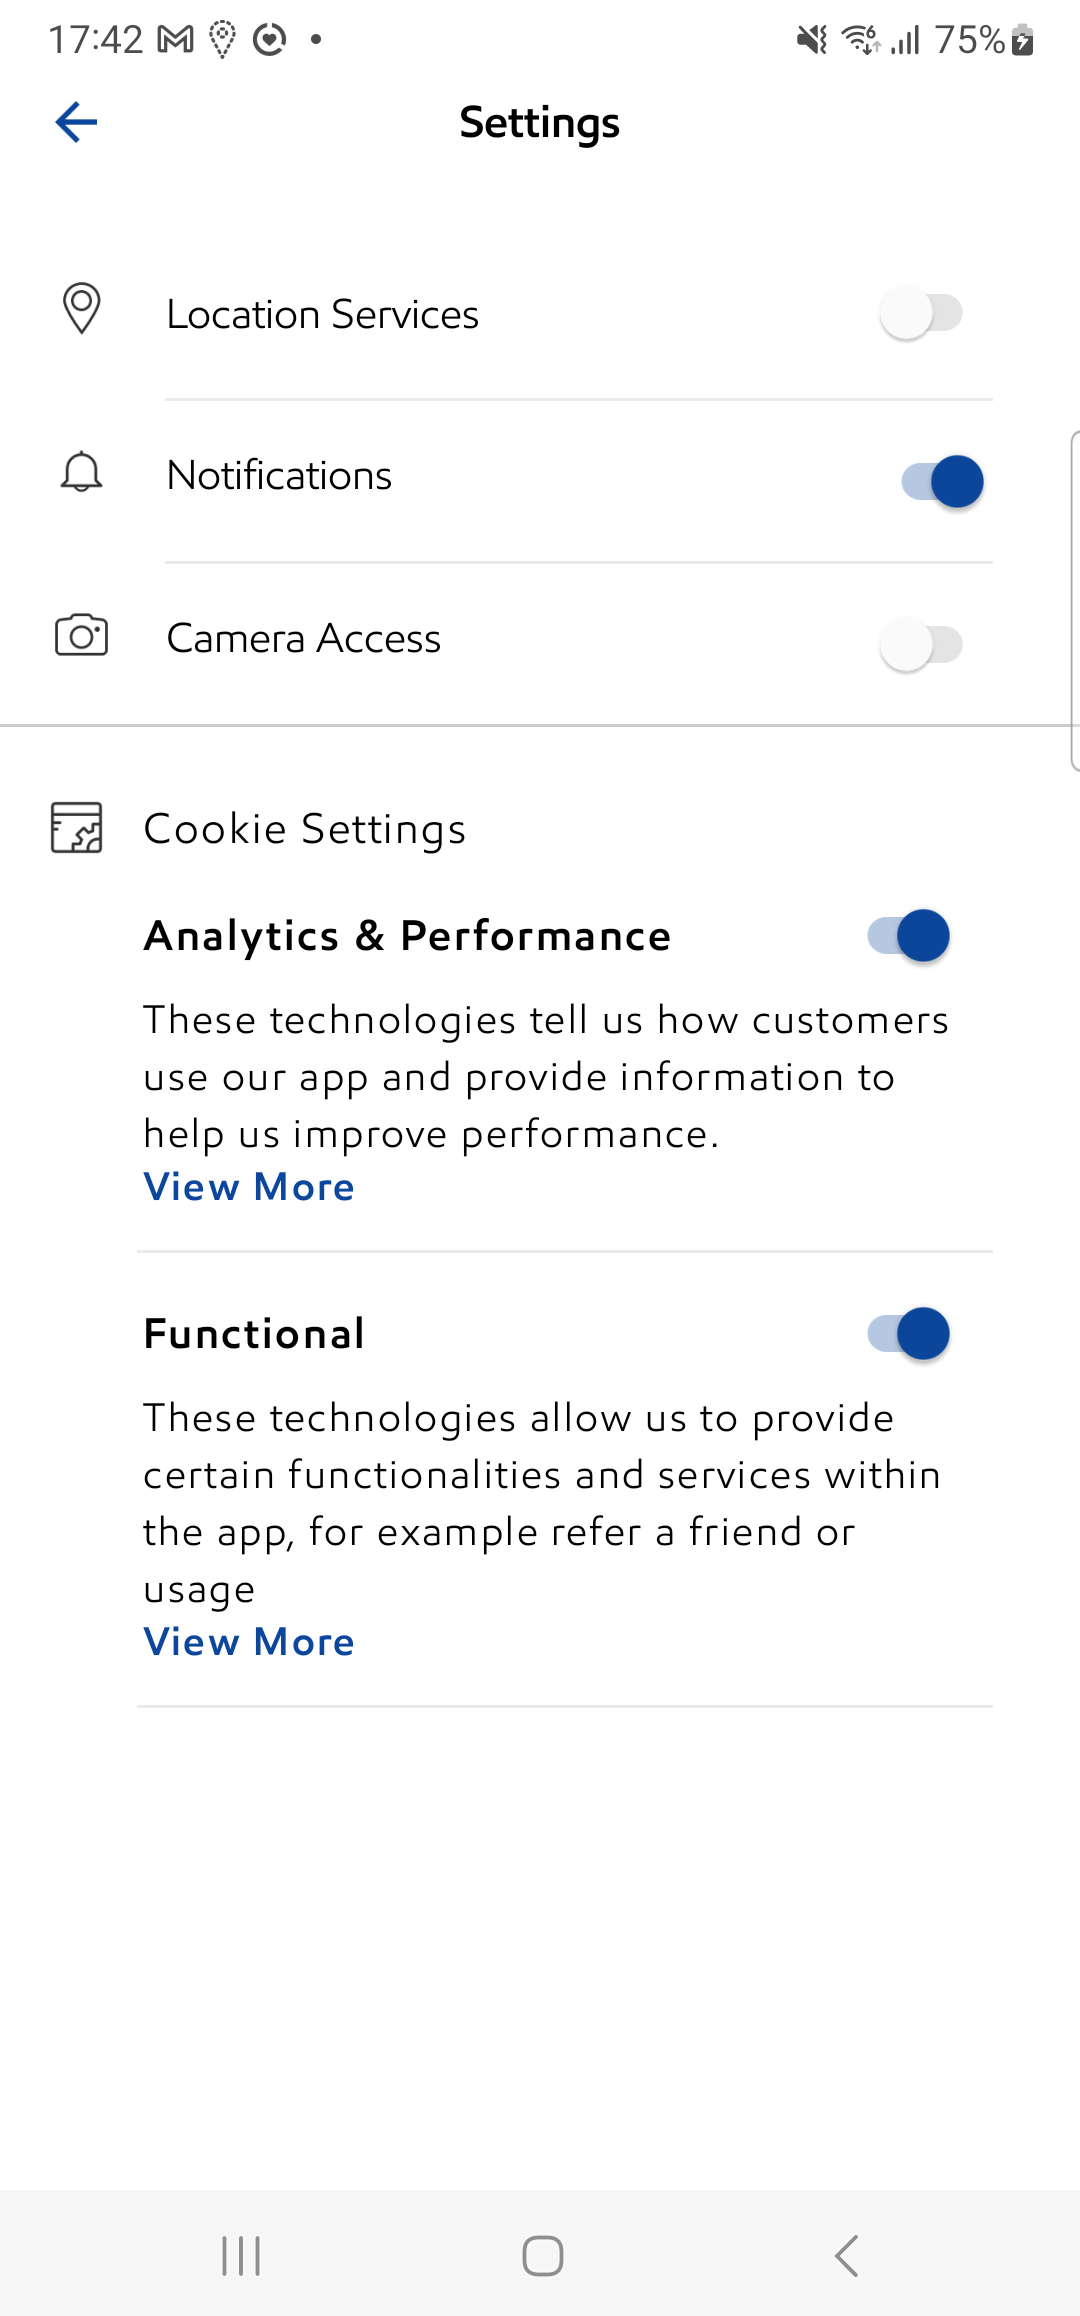 17:42
75%
Settings
Location Services
Notifications
Camera Access
Cookie Settings
Analytics & Performance
These technologies tell us how customers
use our app and provide information to
help us improve performance.
View More
Functional
These technologies allow us to provide
certain functionalities and services within
the app, for example refer a friend or
usage
View More